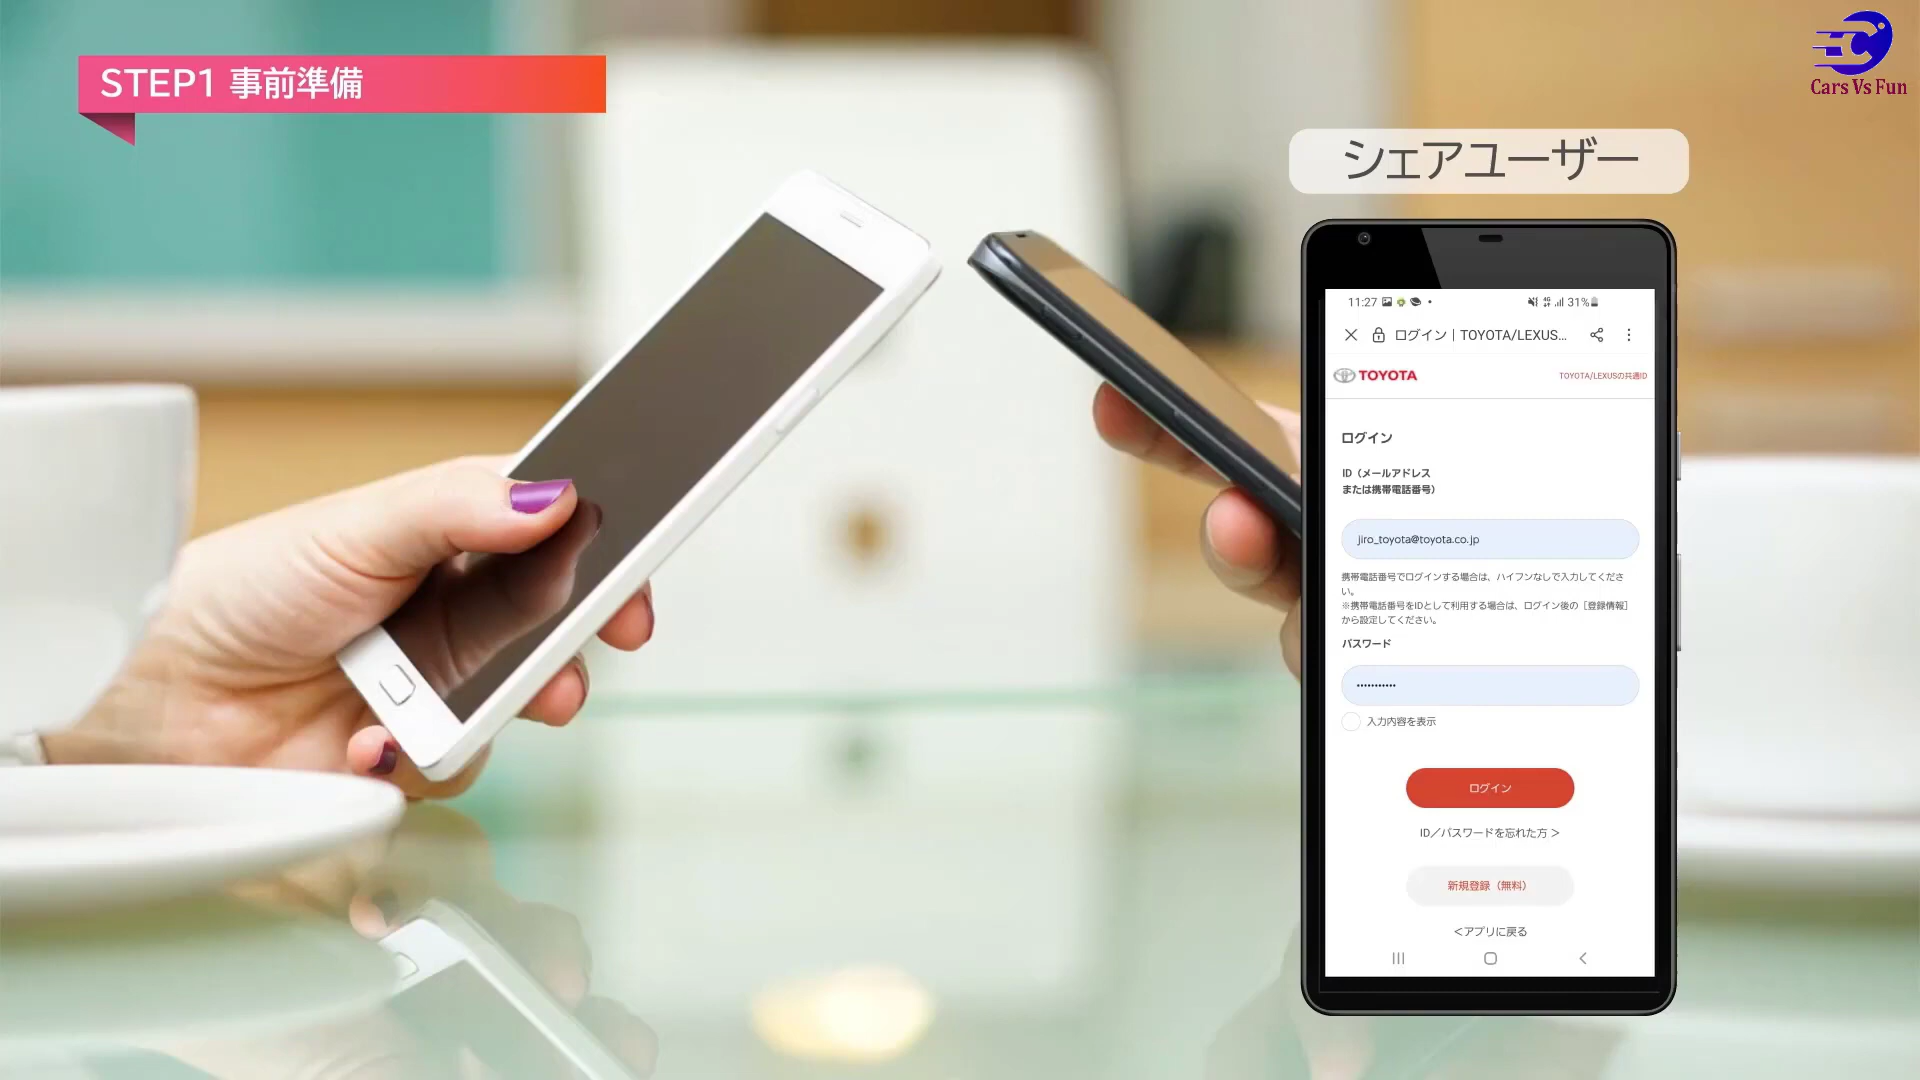 STEP1 事前準備
Cars Vs Fun
シェアユーザー
11:27
31%
ログイン | TOYOTA/LEXUS...
TOYOTA
TOYOTA/LEXUSの共通ID
ログイン
ID（メールアドレス
または携帯電話番号）
jiro_toyota@toyota.co.jp
携帯電話番号でログインする場合は、ハイフンなしで入力してくださ
い。
※携帯電話番号をIDとして利用する場合は、ログイン後の［登録情報］
から設定してください。
パスワード
•••••••••••
入力内容を表示
ログイン
ID／パスワードを忘れた方 >
新規登録（無料）
<アプリに戻る